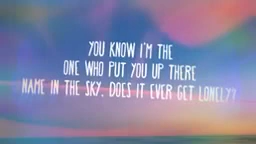 YOU KNOW I'M THE
ONE WHO PUT YOU UP THERE
NAME IN THE SKY, DOES IT EVER GET LONELY?